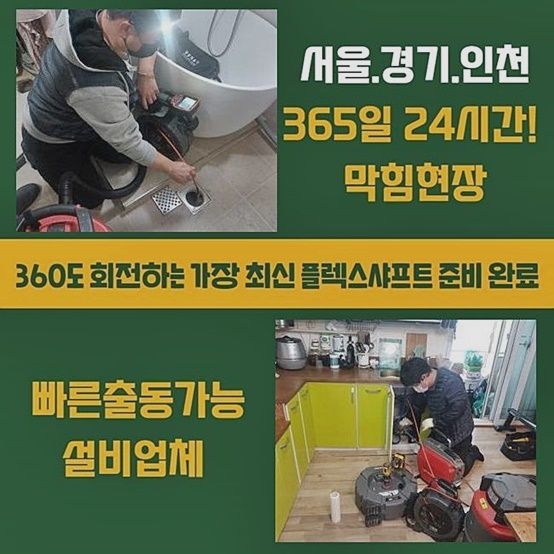 서울.경기.인천
365일 24시간!
막힘현장
360도 회전하는 가장 최신 플렉스샤프트 준비 완료
빠른출동가능
설비업체